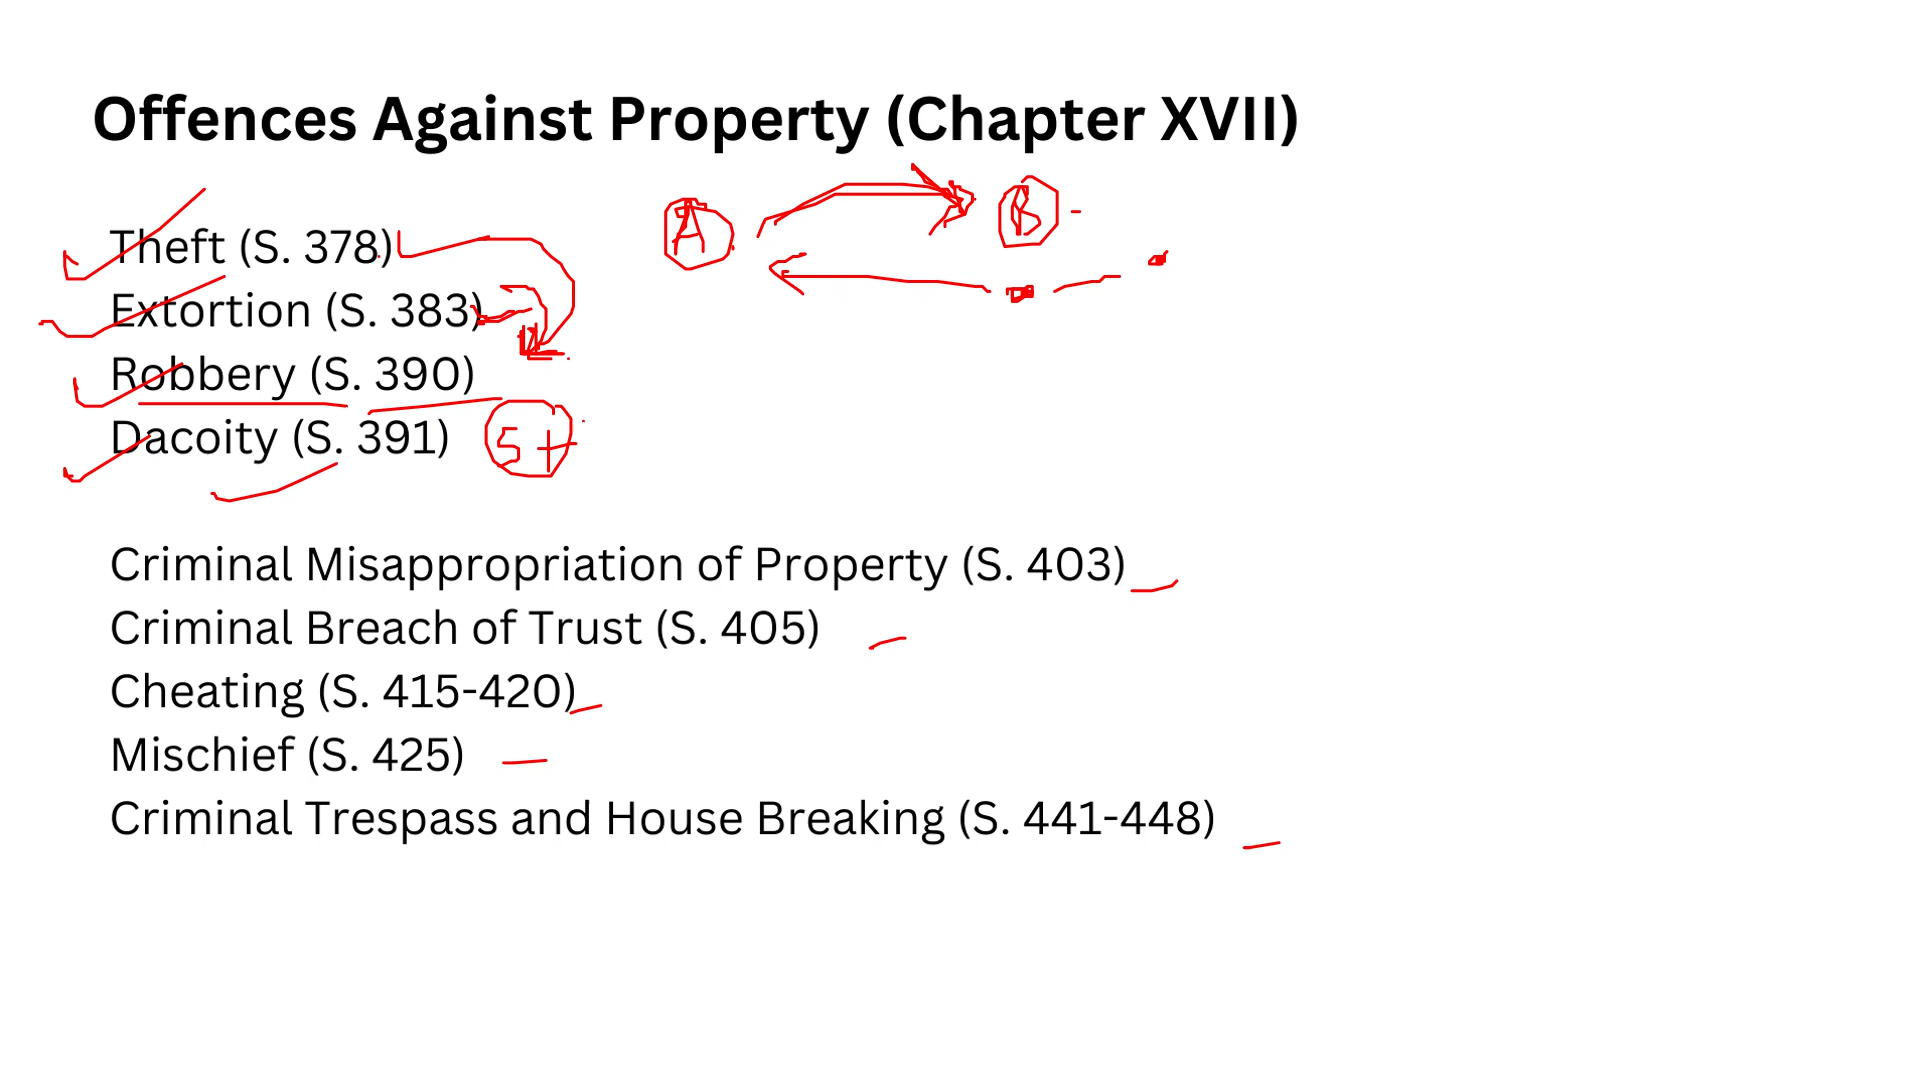 Offences Against Property (Chapter XVII)
A
B
Theft (S. 378)
Extortion (S. 383)
Robbery (S. 390)
Dacoity (S. 391)
5+
Criminal Misappropriation of Property (S. 403)
Criminal Breach of Trust (S. 405)
Cheating (S. 415-420)
Mischief (S. 425)
Criminal Trespass and House Breaking (S. 441-448)